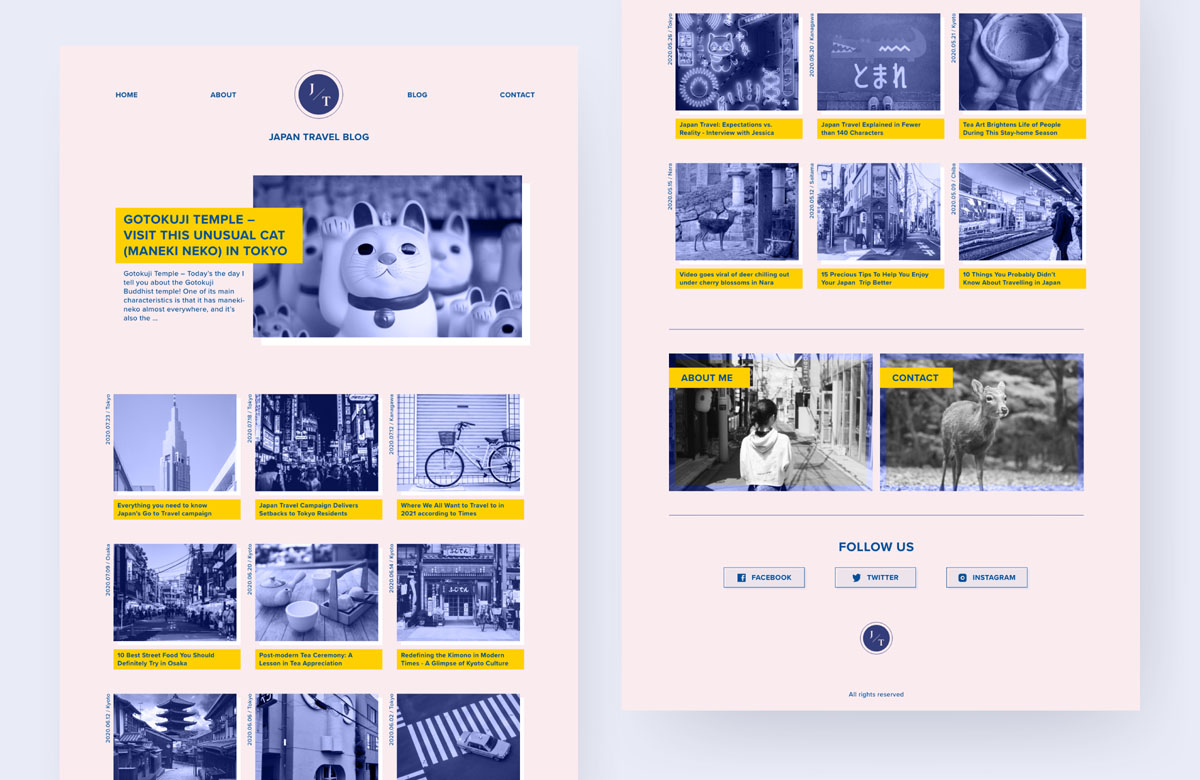 HOME
ABOUT
J/T
BLOG
CONTACT
JAPAN TRAVEL BLOG
GOTOKUJI TEMPLE –
VISIT THIS UNUSUAL CAT
(MANEKI NEKO) IN TOKYO
Gotokuji Temple – Today's the day I
tell you about the Gotokuji
Buddhist temple! One of its main
characteristics is that it has maneki-
neko almost everywhere, and it's
also the ...
2020.07.23 / Tokyo
Everything you need to know
Japan's Go to Travel campaign
2020.07.18 / Tokyo
Japan Travel Campaign Delivers
Setbacks to Tokyo Residents
2020.07.12 / Kanagawa
Where We All Want to Travel to in
2021 according to Times
2020.07.09 / Osaka
10 Best Street Food You Should
Definitely Try in Osaka
2020.06.20 / Kyoto
Post-modern Tea Ceremony: A
Lesson in Tea Appreciation
2020.06.14 / Kyoto
Redefining the Kimono in Modern
Times - A Glimpse of Kyoto Culture
2020.06.12 / Kyoto
2020.06.06 / Tokyo
2020.06.02 / Tokyo
2020.05.26 / Tokyo
Japan Travel: Expectations vs.
Reality - Interview with Jessica
2020.05.20 / Kanagawa
とまれ
Japan Travel Explained in Fewer
than 140 Characters
2020.05.21 / Kyoto
Tea Art Brightens Life of People
During This Stay-home Season
2020.05.15 / Nara
Video goes viral of deer chilling out
under cherry blossoms in Nara
2020.05.12 / Saitama
15 Precious Tips To Help You Enjoy
Your Japan Trip Better
2020.05.09 / Chiba
10 Things You Probably Didn't
Know About Travelling in Japan
ABOUT ME
CONTACT
FOLLOW US
FACEBOOK
TWITTER
INSTAGRAM
J/T
All rights reserved